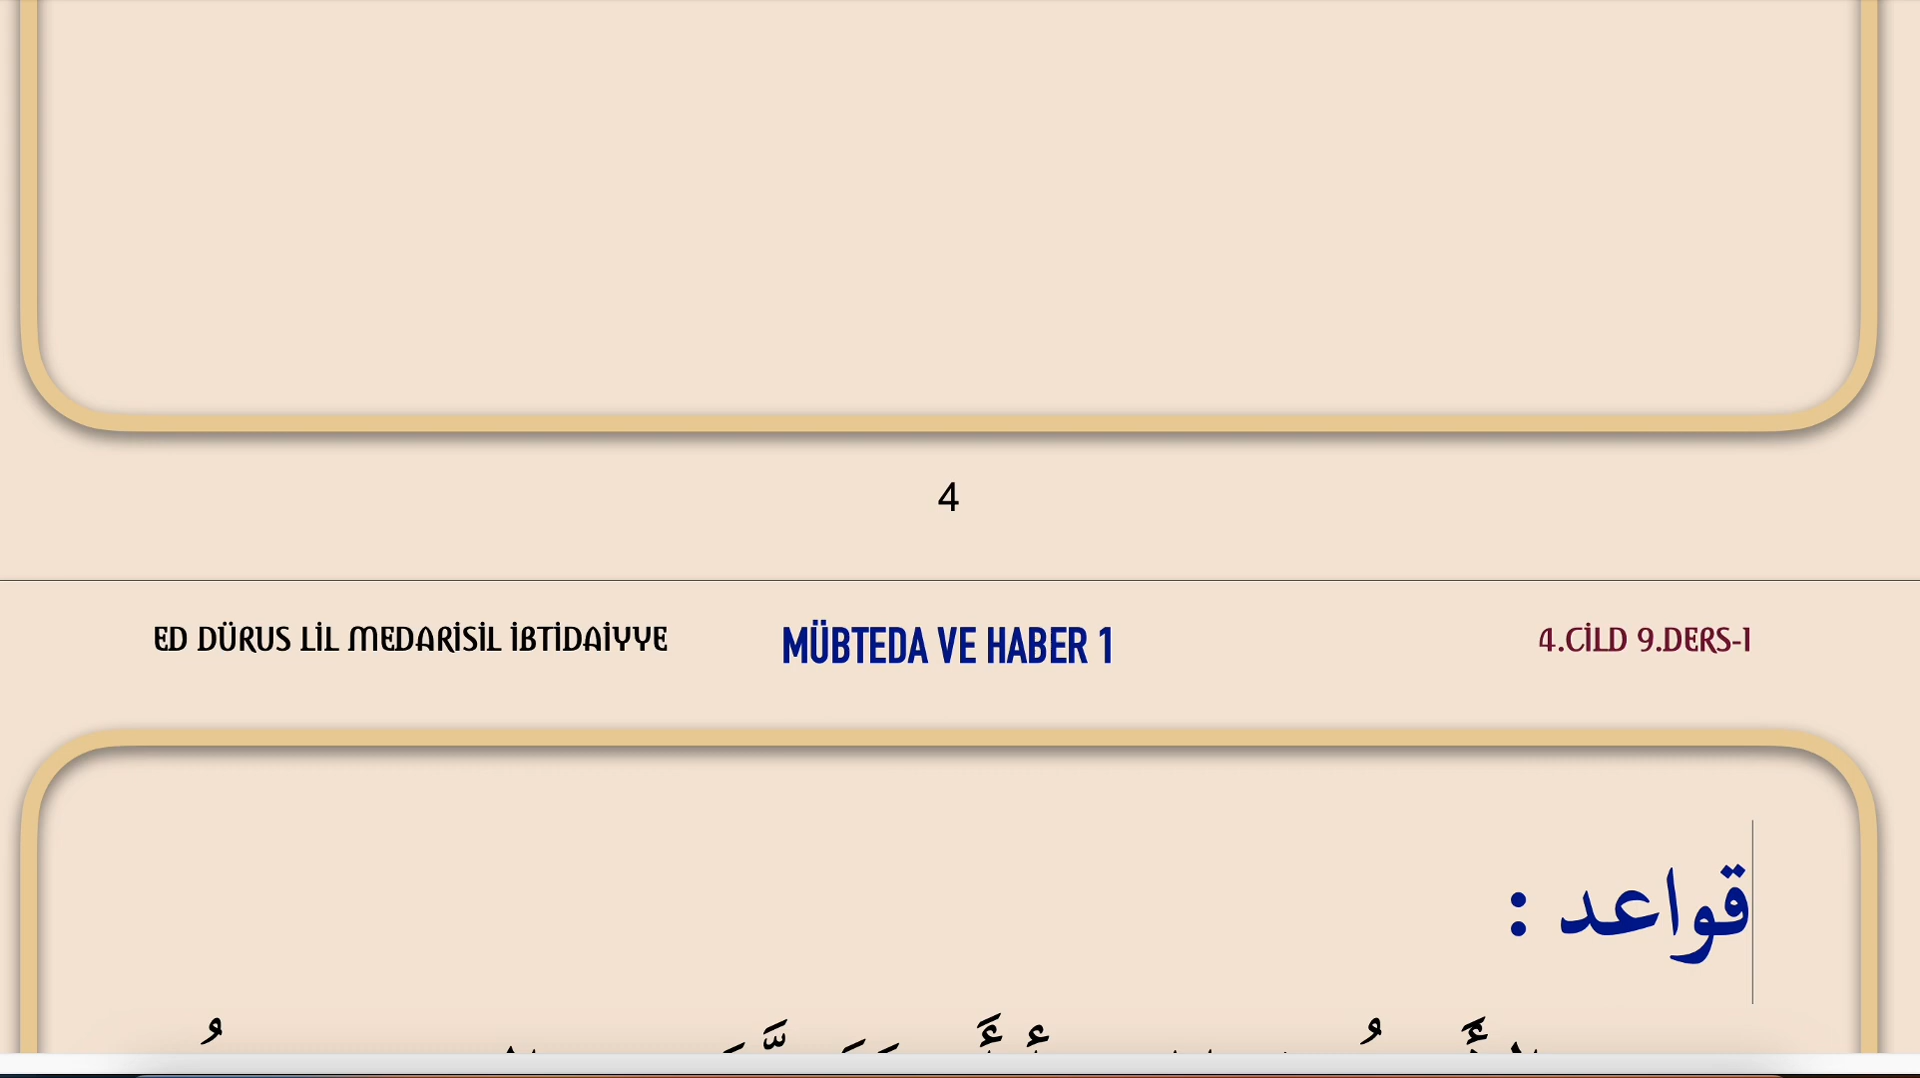 4
ED DÜRUS LİL MEDARİSİL İBTİDAİYYE MÜBTEDA VE HABER 1 4.CİLD 9.DERS-1
قواعد :